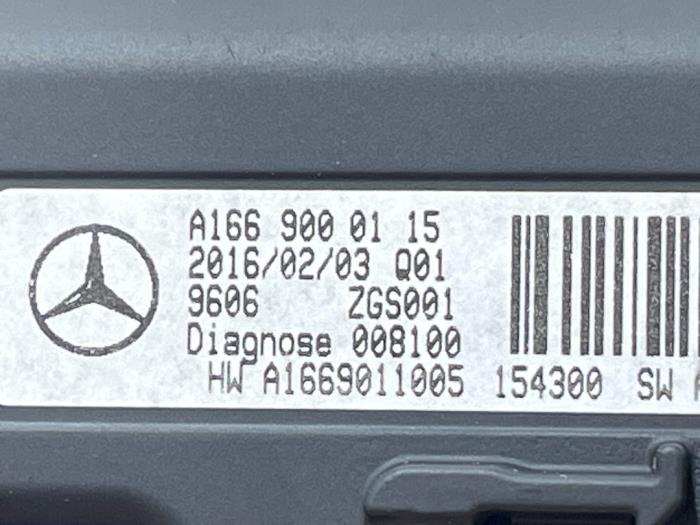 A166 900 01 15
2016/02/03 Q01
9606 ZGS001
Diagnose 008100
HW A1669011005 154300 SW